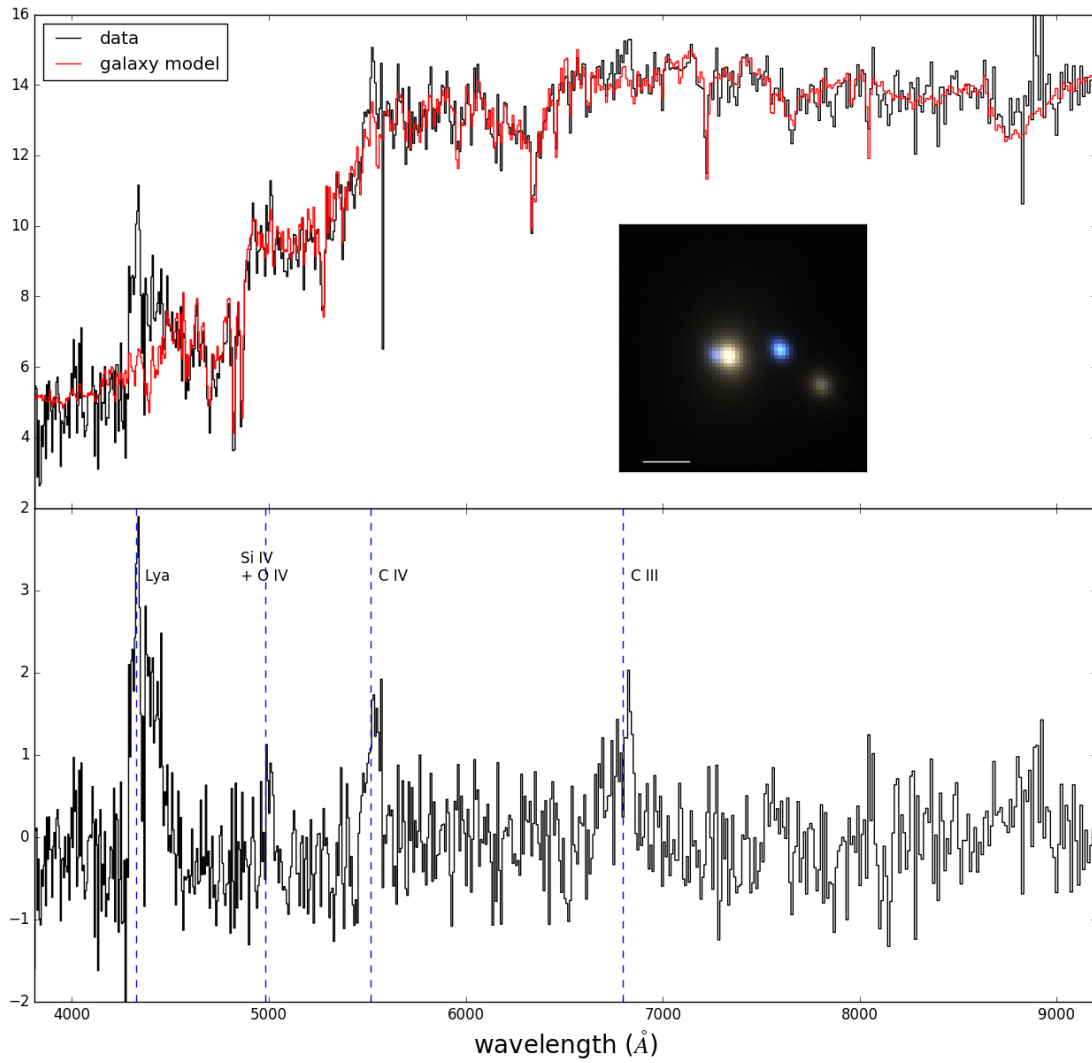 16
data
galaxy model
14
12
10
8
6
4
2
Si IV
+ O IV
Lya
C IV
C III
3
2
1
0
−1
−2
4000 5000 6000 7000 8000 9000
wavelength (Å)